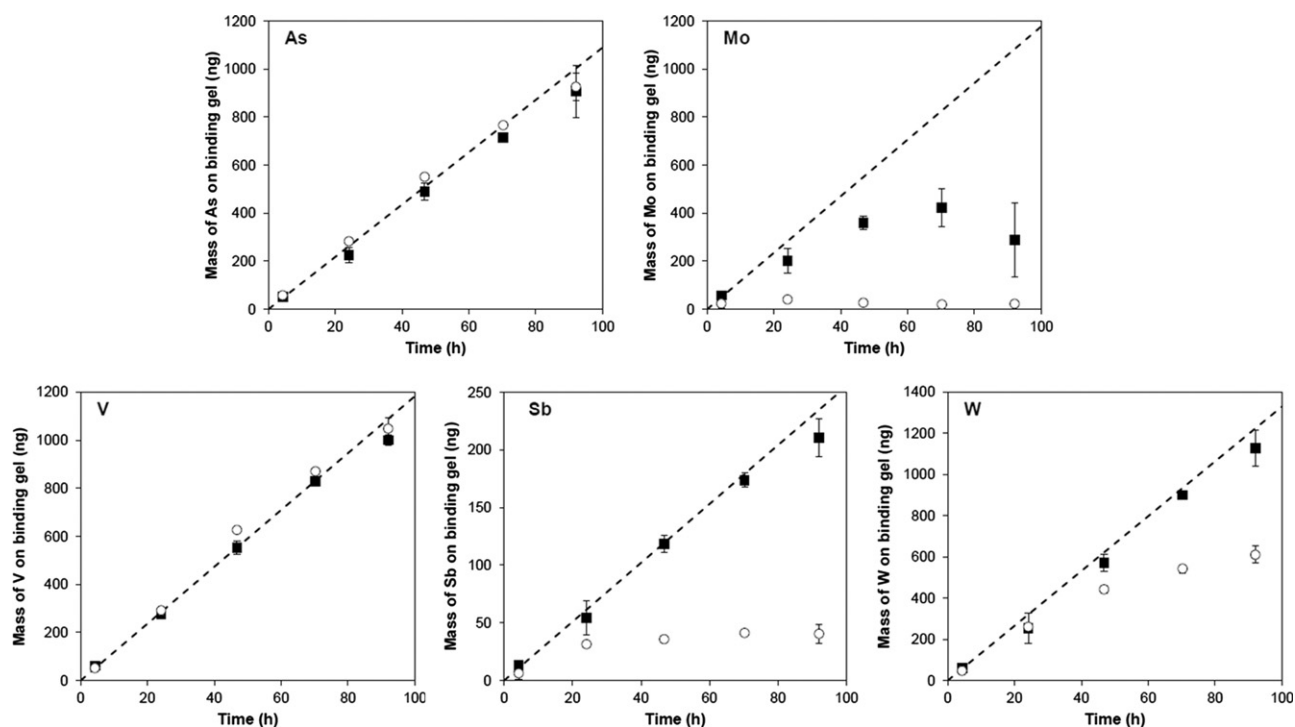 As
Mass of As on binding gel (ng)
1200
1000
800
600
400
200
0
0 20 40 60 80 100
Time (h)
Mo
Mass of Mo on binding gel (ng)
1200
1000
800
600
400
200
0
0 20 40 60 80 100
Time (h)
V
Mass of V on binding gel (ng)
1200
1000
800
600
400
200
0
0 20 40 60 80 100
Time (h)
Sb
Mass of Sb on binding gel (ng)
250
200
150
100
50
0
0 20 40 60 80 100
Time (h)
W
Mass of W on binding gel (ng)
1400
1200
1000
800
600
400
200
0
0 20 40 60 80 100
Time (h)